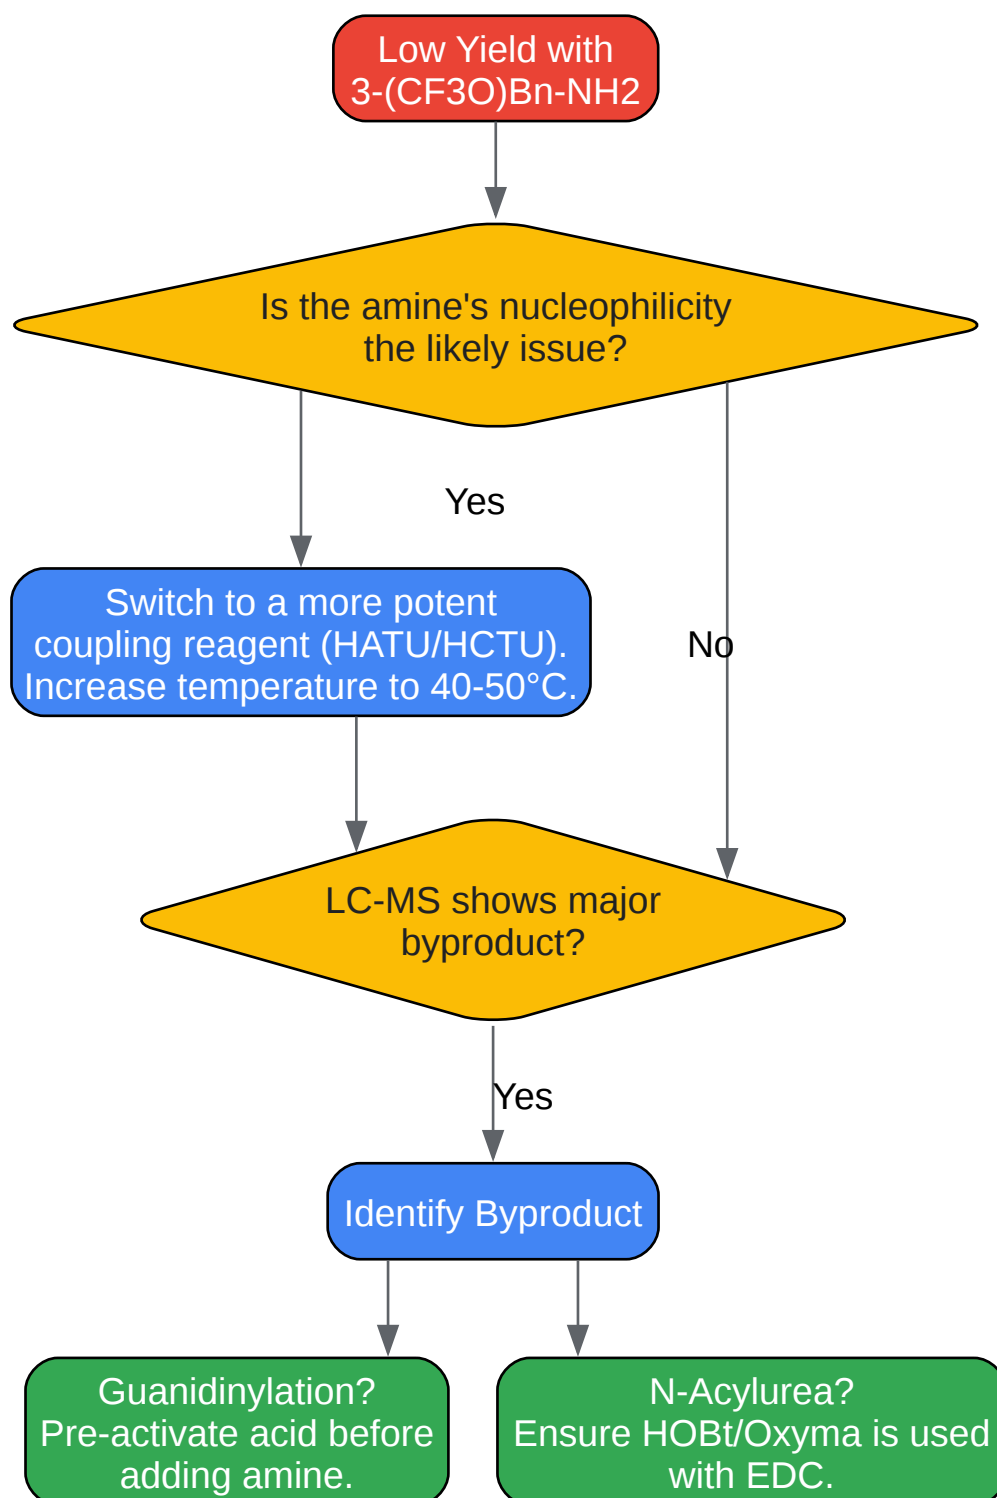 Low Yield with
3-(CF3O)Bn-NH2
Is the amine's nucleophilicity
the likely issue?
Yes
Switch to a more potent
coupling reagent (HATU/HCTU).
Increase temperature to 40-50°C.
No
LC-MS shows major
byproduct?
Yes
Identify Byproduct
Guanidinylation?
Pre-activate acid before
adding amine.
N-Acylurea?
Ensure HOBt/Oxyma is used
with EDC.